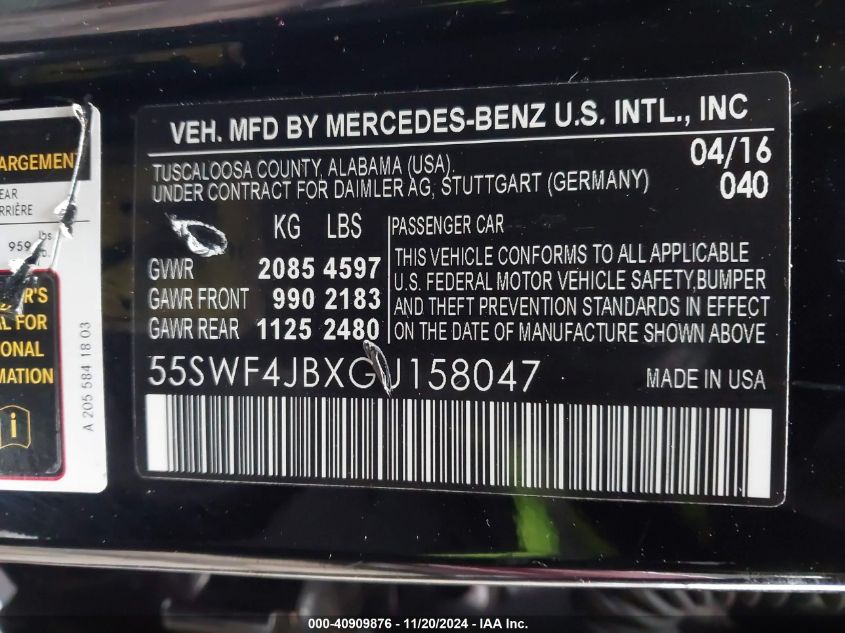 VEH. MFD BY MERCEDES-BENZ U.S. INTL., INC
TUSCALOOSA COUNTY, ALABAMA (USA), 04/16
UNDER CONTRACT FOR DAIMLER AG, STUTTGART (GERMANY) 040
KG LBS
GVWR 2085 4597
GAWR FRONT 990 2183
GAWR REAR 1125 2480
PASSENGER CAR
THIS VEHICLE CONFORMS TO ALL APPLICABLE
U.S. FEDERAL MOTOR VEHICLE SAFETY,BUMPER
AND THEFT PREVENTION STANDARDS IN EFFECT
ON THE DATE OF MANUFACTURE SHOWN ABOVE
55SWF4JBXGU158047 MADE IN USA
ARGEMENT
EAR
RRIÈRE
959 lbs
R'S
FOR
ONAL
MATION
i
A 205 584 18 03
000-40909876 - 11/20/2024 - IAA Inc.